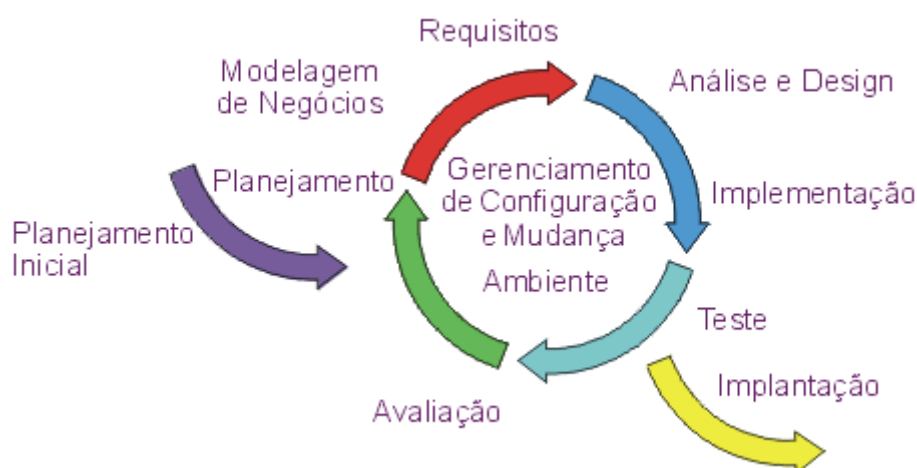 Requisitos
Modelagem
de Negócios
Análise e Design
Planejamento
Gerenciamento
de Configuração
e Mudança
Implementação
Planejamento
Inicial
Ambiente
Teste
Implantação
Avaliação